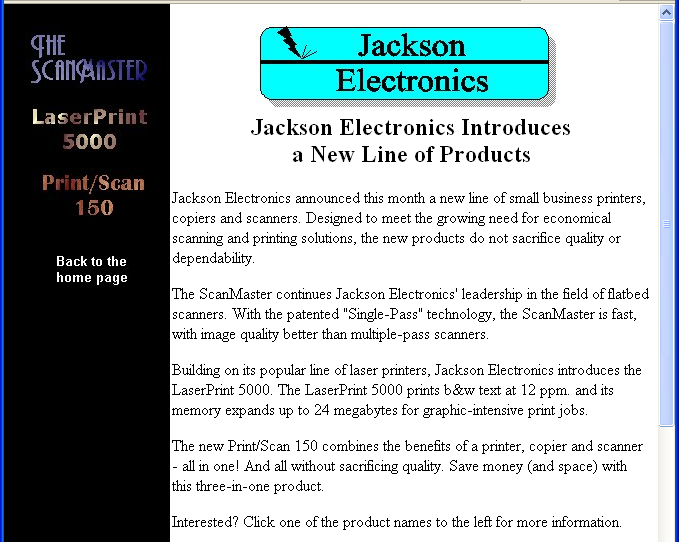 THE
SCANMASTER
LaserPrint
5000
Print/Scan
150
Back to the
home page
Jackson
Electronics
Jackson Electronics Introduces
a New Line of Products
Jackson Electronics announced this month a new line of small business printers,
copiers and scanners. Designed to meet the growing need for economical
scanning and printing solutions, the new products do not sacrifice quality or
dependability.
The ScanMaster continues Jackson Electronics' leadership in the field of flatbed
scanners. With the patented "Single-Pass" technology, the ScanMaster is fast,
with image quality better than multiple-pass scanners.
Building on its popular line of laser printers, Jackson Electronics introduces the
LaserPrint 5000. The LaserPrint 5000 prints b&w text at 12 ppm. and its
memory expands up to 24 megabytes for graphic-intensive print jobs.
The new Print/Scan 150 combines the benefits of a printer, copier and scanner
- all in one! And all without sacrificing quality. Save money (and space) with
this three-in-one product.
Interested? Click one of the product names to the left for more information.